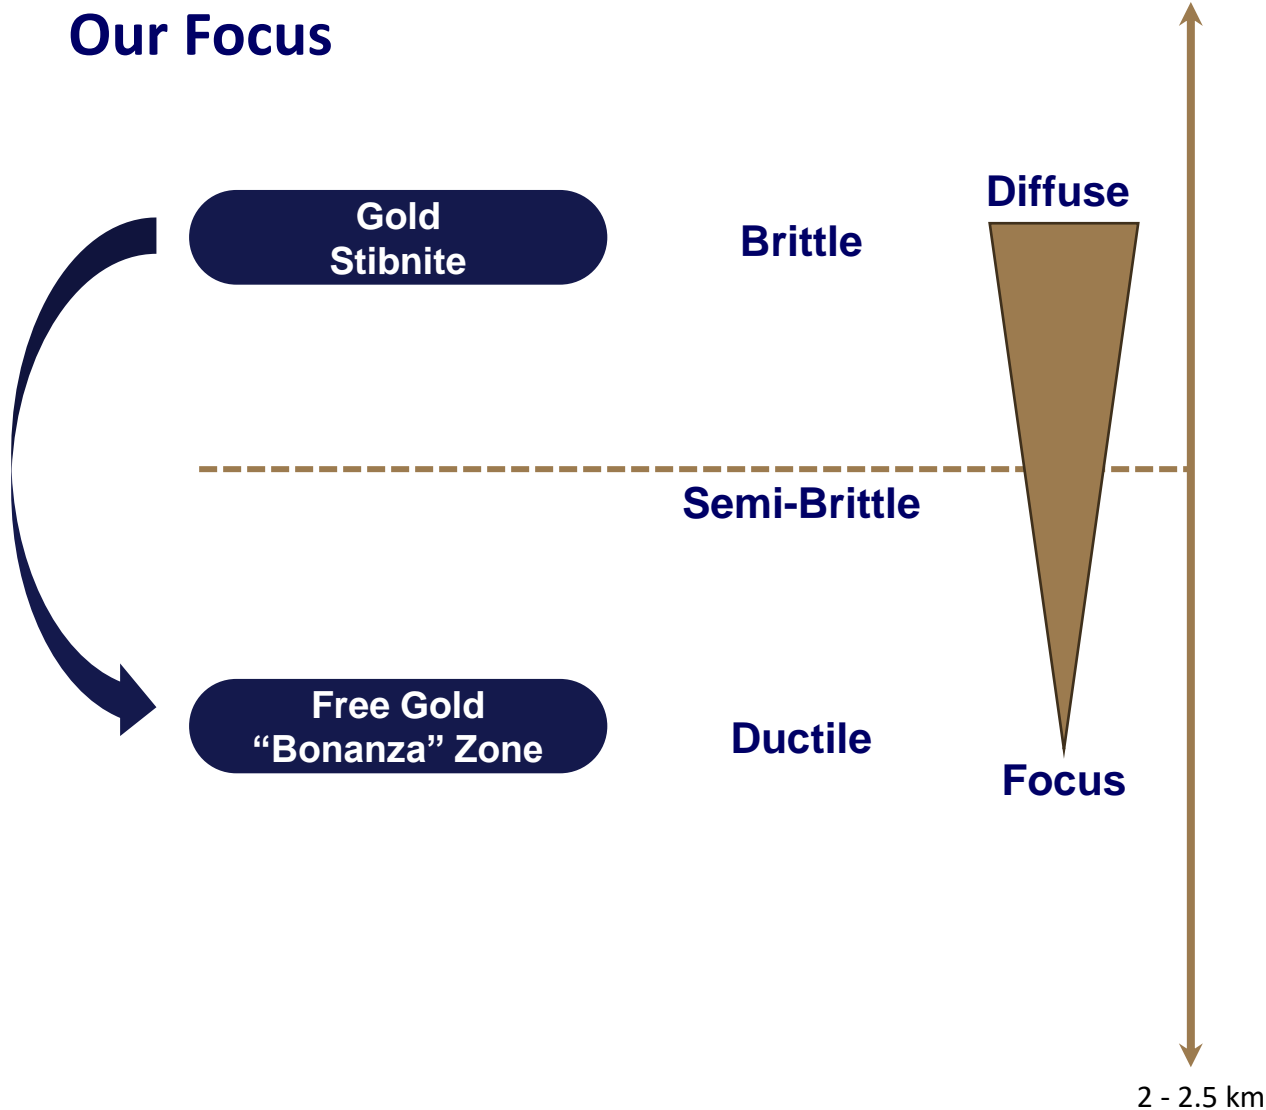 Our Focus
Diffuse
Gold
Stibnite
Brittle
Semi-Brittle
Free Gold
“Bonanza” Zone
Ductile
Focus
2 - 2.5 km